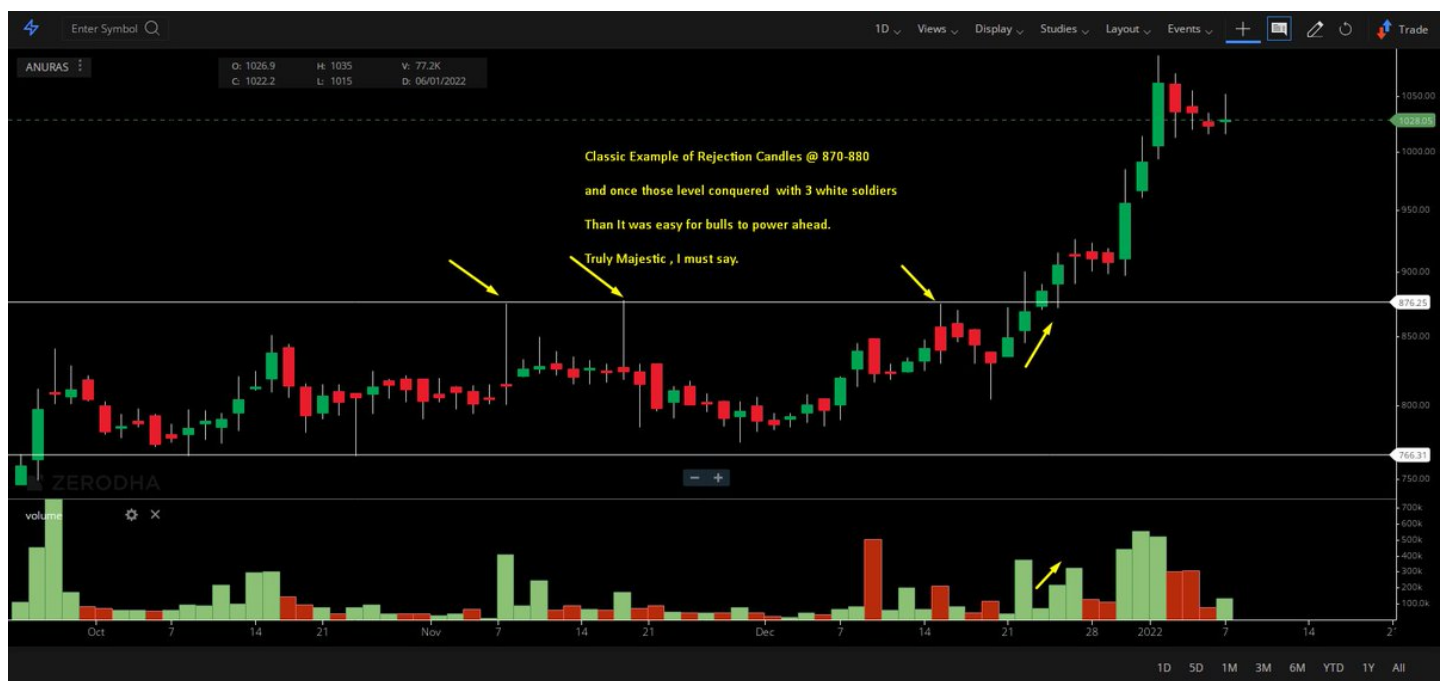 Enter Symbol
1D Views Display Studies Layout Events Trade
ANURAS
O: 1026.9 H: 1035 V: 77.2K
C: 1022.2 L: 1015 D: 06/01/2022
1050.00
1028.05
1000.00
Classic Example of Rejection Candles @ 870-880
and once those level conquered with 3 white soldiers
Than It was easy for bulls to power ahead.
Truly Majestic , I must say.
950.00
900.00
876.25
850.00
800.00
766.31
750.00
ZERODHA
volume
700k
600k
500k
400k
300k
200k
100.0k
Oct 7 14 21 Nov 7 14 21 Dec 7 14 21 28 2022 7 14
1D 5D 1M 3M 6M YTD 1Y All